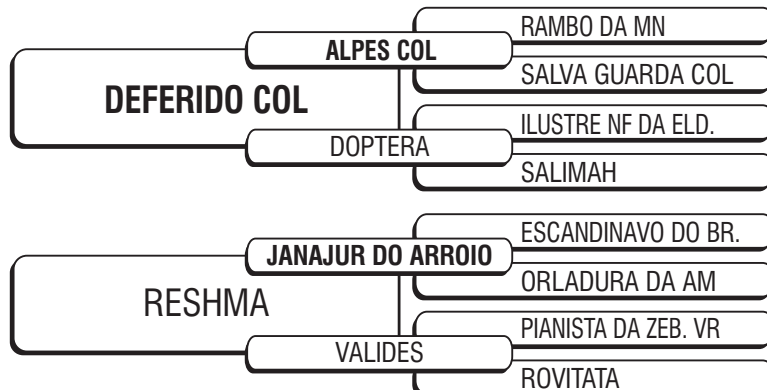 RAMBO DA MN
ALPES COL
SALVA GUARDA COL
DEFERIDO COL
ILUSTRE NF DA ELD.
DOPTERA
SALIMAH
ESCANDINAVO DO BR.
JANAJUR DO ARROIO
ORLADURA DA AM
RESHMA
PIANISTA DA ZEB. VR
VALIDES
ROVITATA